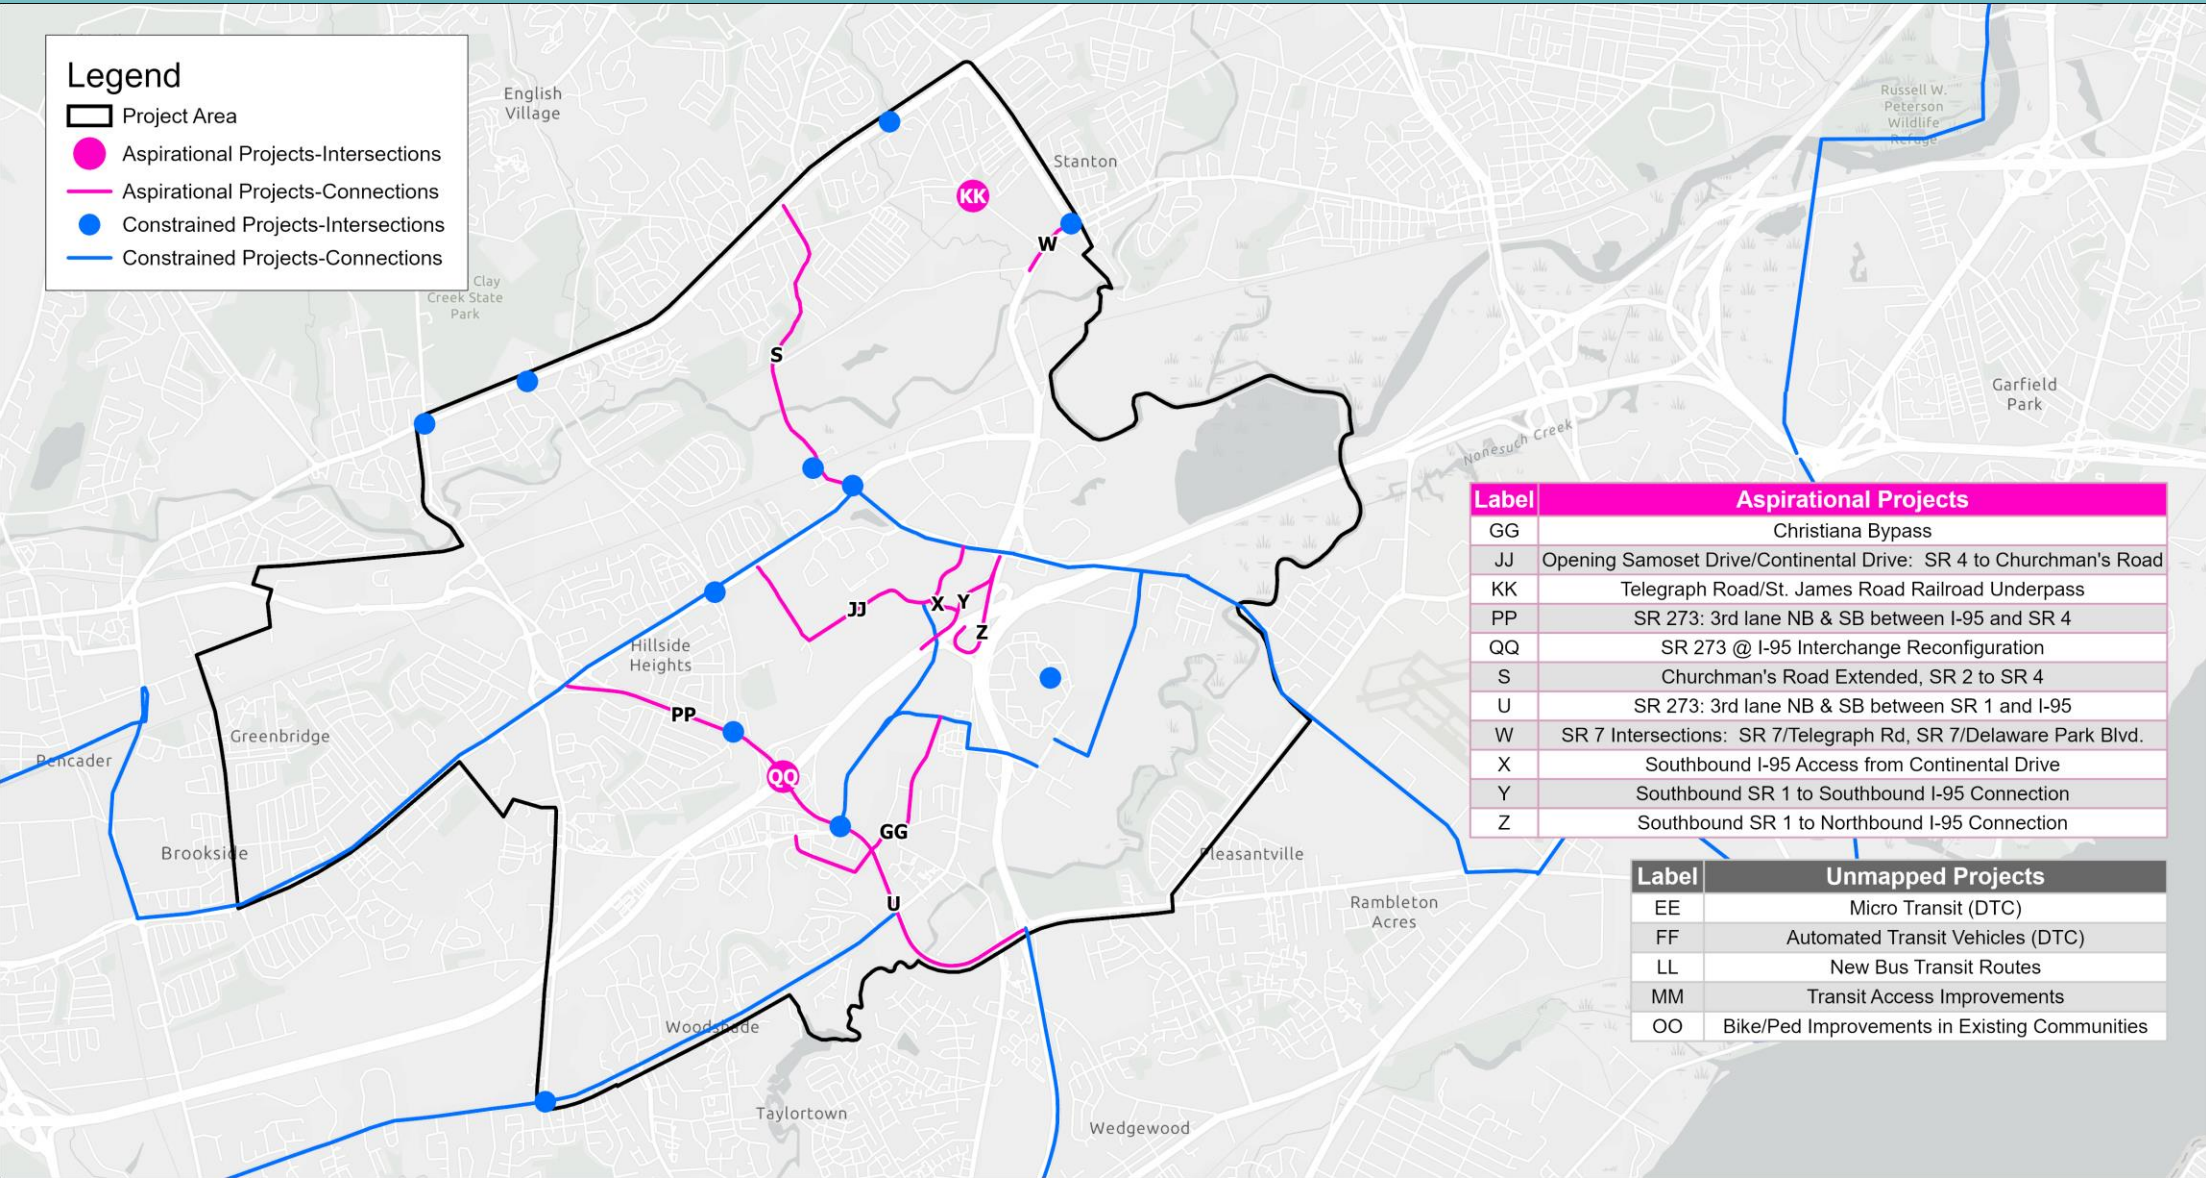 Legend
Project Area
Aspirational Projects-Intersections
Aspirational Projects-Connections
Constrained Projects-Intersections
Constrained Projects-Connections
English
Village
Stanton
Russell W.
Peterson
Wildlife
Refuge
KK
W
Clay
Creek State
Park
S
Garfield
Park
Nonesuch Creek
JJ
X
Y
Z
Hillside
Heights
PP
Greenbridge
Pencader
QQ
GG
Brookside
Pleasantville
U
Rambleton
Acres
Woodshade
Taylortown
Wedgewood
Label Aspirational Projects
GG Christiana Bypass
JJ Opening Samoset Drive/Continental Drive: SR 4 to Churchman's Road
KK Telegraph Road/St. James Road Railroad Underpass
PP SR 273: 3rd lane NB & SB between I-95 and SR 4
QQ SR 273 @ I-95 Interchange Reconfiguration
S Churchman's Road Extended, SR 2 to SR 4
U SR 273: 3rd lane NB & SB between SR 1 and I-95
W SR 7 Intersections: SR 7/Telegraph Rd, SR 7/Delaware Park Blvd.
X Southbound I-95 Access from Continental Drive
Y Southbound SR 1 to Southbound I-95 Connection
Z Southbound SR 1 to Northbound I-95 Connection
Label Unmapped Projects
EE Micro Transit (DTC)
FF Automated Transit Vehicles (DTC)
LL New Bus Transit Routes
MM Transit Access Improvements
OO Bike/Ped Improvements in Existing Communities